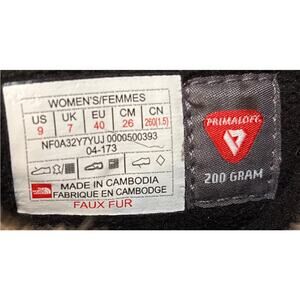 WOMEN'S/FEMMES
US UK EU CM CN
9 7 40 26 260(1.5)
NF0A32Y7YUJ 0000500393
04-173
MADE IN CAMBODIA
FABRIQUE EN CAMBODGE
FAUX FUR
PRIMALOFT
200 GRAM